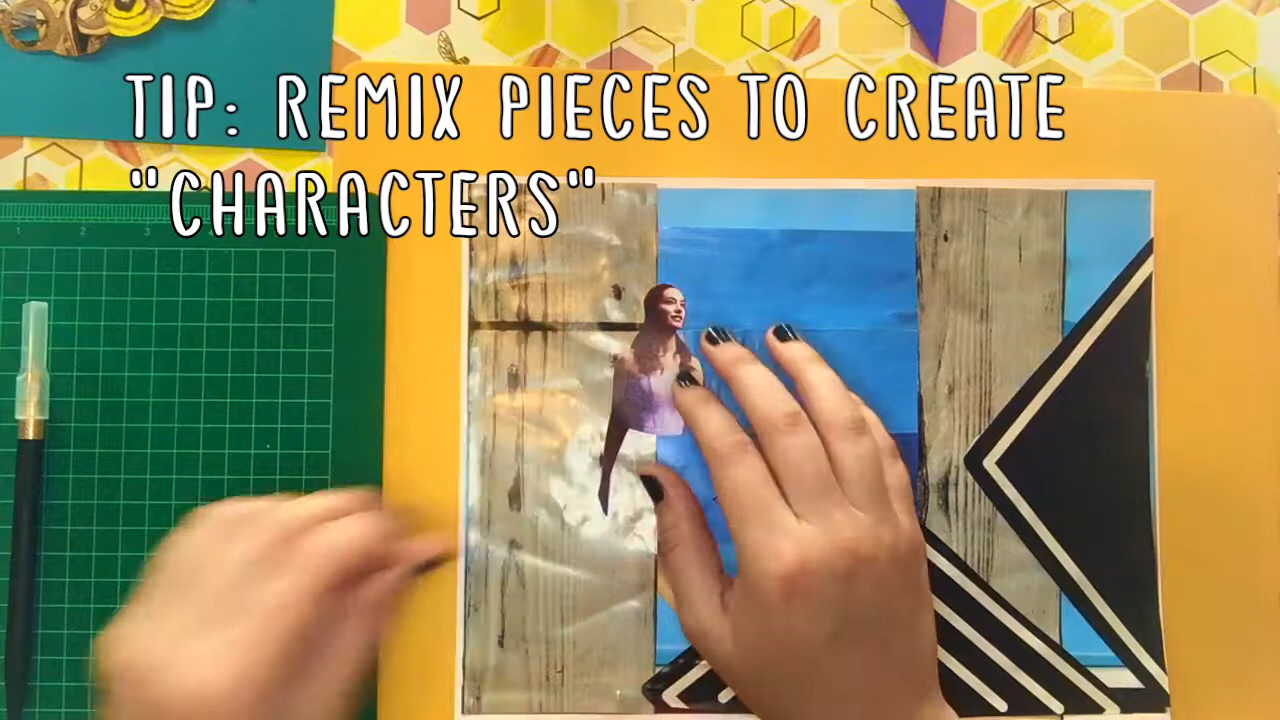 TIP: REMIX PIECES TO CREATE
"CHARACTERS"